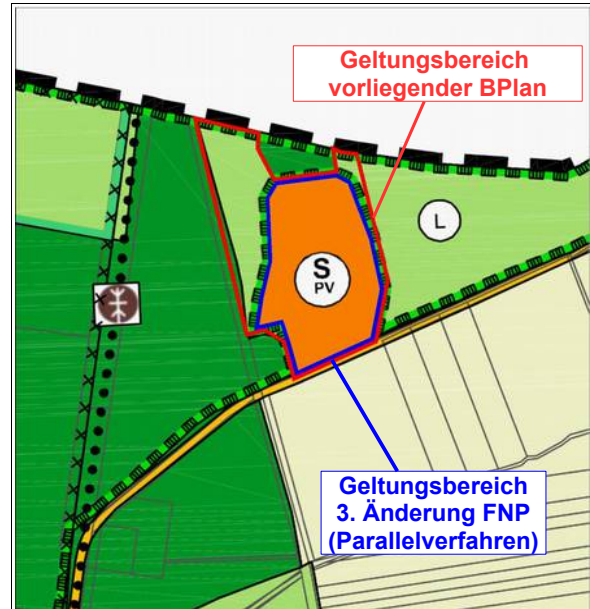 Geltungsbereich
vorliegender BPlan
L
S
PV
Geltungsbereich
3. Änderung FNP
(Parallelverfahren)